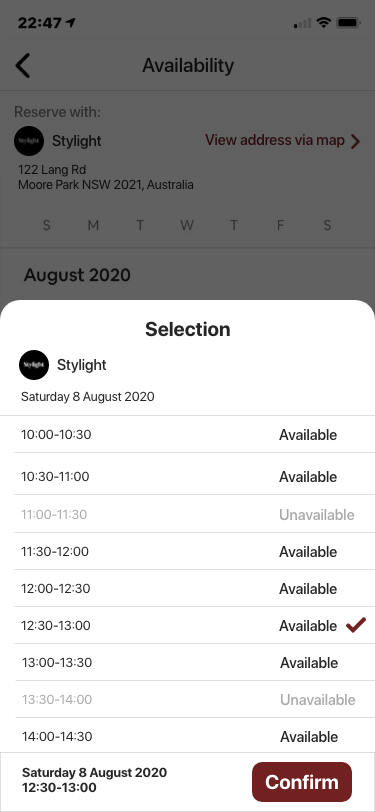 22:47
Availability
Reserve with:
Stylight
Stylight
View address via map
122 Lang Rd
Moore Park NSW 2021, Australia
S M T W T F S
August 2020
Selection
Stylight
Stylight
Saturday 8 August 2020
10:00-10:30 Available
10:30-11:00 Available
11:00-11:30 Unavailable
11:30-12:00 Available
12:00-12:30 Available
12:30-13:00 Available
13:00-13:30 Available
13:30-14:00 Unavailable
14:00-14:30 Available
Saturday 8 August 2020
12:30-13:00
Confirm